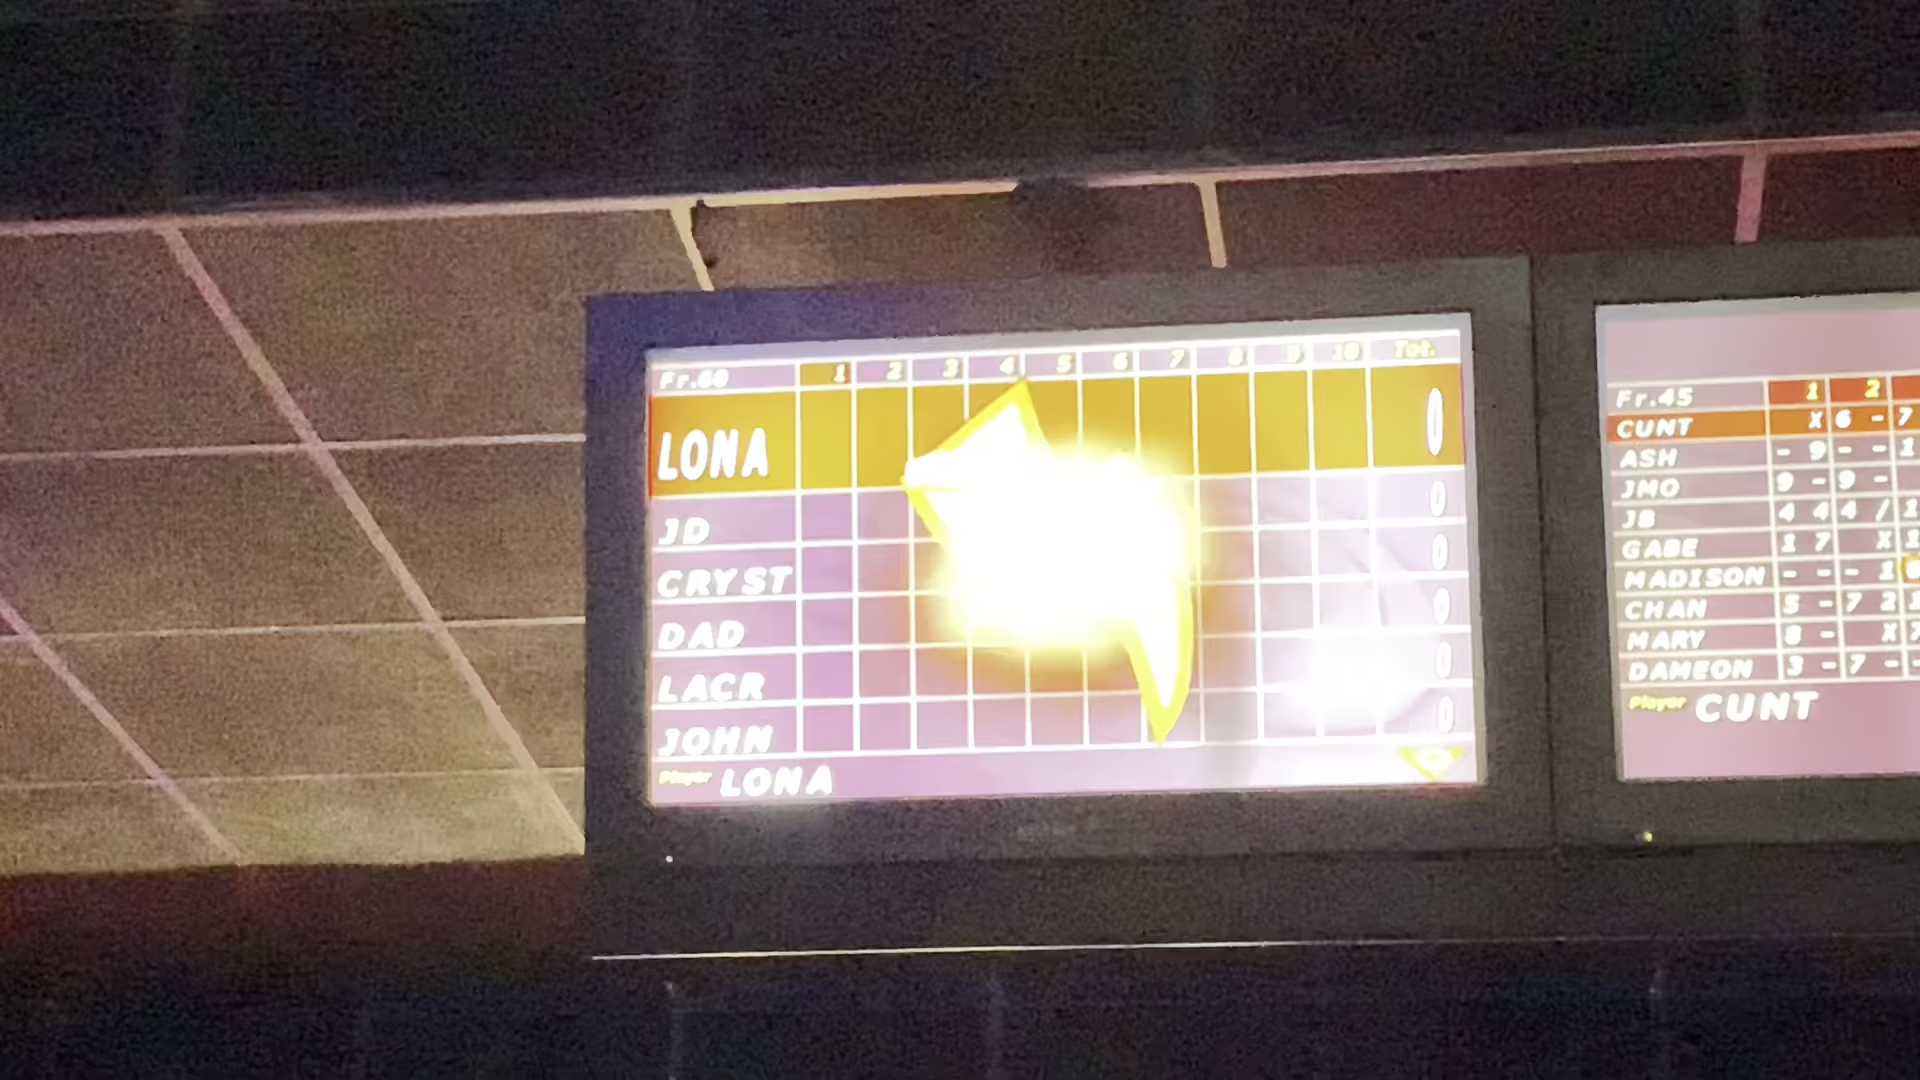 Fr.60 1 2 3 4 5 6 7 8 9 10 Tot.
LONA 0
JD 0
CRYST 0
DAD 0
LACR 0
JOHN 0
Player LONA
Fr.45 1 2
CUNT X 6 - 7
ASH - 9 - - 1
JMO 9 - 9 -
JB 4 4 4 / 1
GABE 1 7 X 1
MADISON - - - 1
CHAN 5 - 7 2
MARY 8 - X 7
DAMEON 3 - 7 - -
Player CUNT